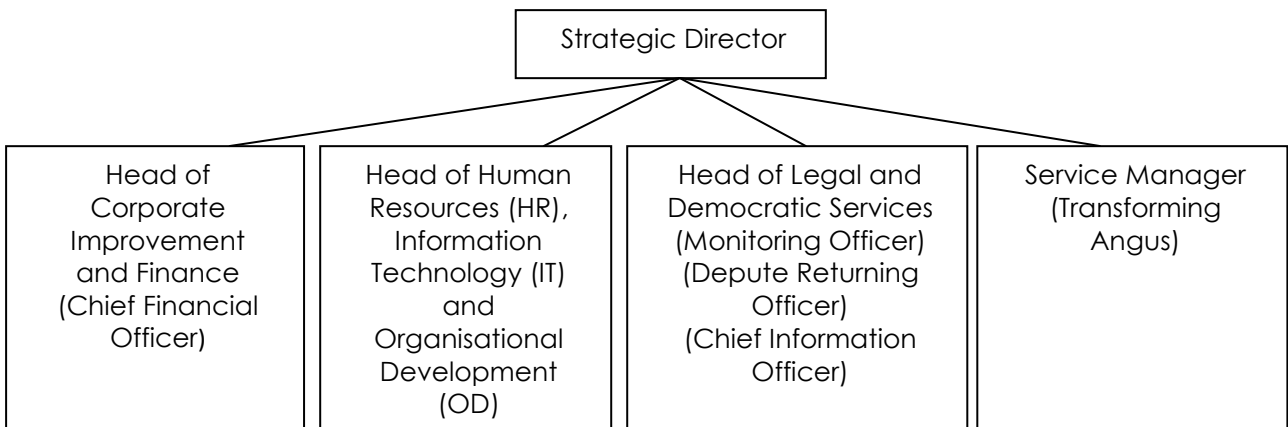 Strategic Director
Head of
Corporate
Improvement
and Finance
(Chief Financial
Officer)
Head of Human
Resources (HR),
Information
Technology (IT)
and
Organisational
Development
(OD)
Head of Legal and
Democratic Services
(Monitoring Officer)
(Depute Returning
Officer)
(Chief Information
Officer)
Service Manager
(Transforming
Angus)